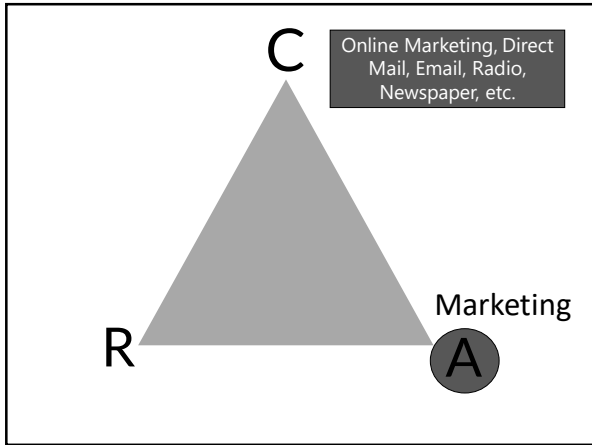 C
Online Marketing, Direct
Mail, Email, Radio,
Newspaper, etc.
Marketing
R
A